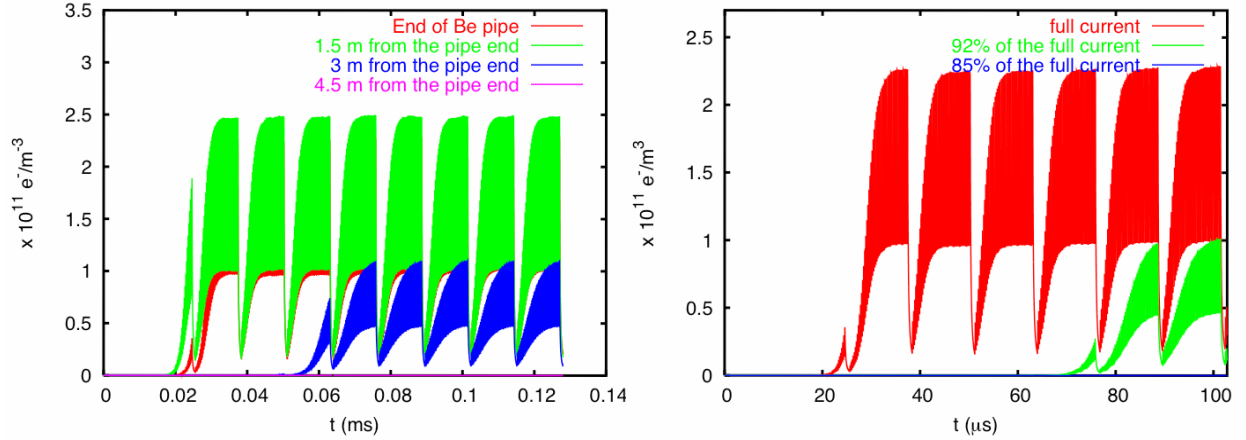 End of Be pipe
1.5 m from the pipe end
3 m from the pipe end
4.5 m from the pipe end
3.5
3
2.5
2
1.5
1
0.5
0
x 10^11 e^-/m^-3
0 0.02 0.04 0.06 0.08 0.1 0.12 0.14
t (ms)
full current
92% of the full current
85% of the full current
2.5
2
1.5
1
0.5
0
x 10^11 e^-/m^3
0 20 40 60 80 100
t (μs)